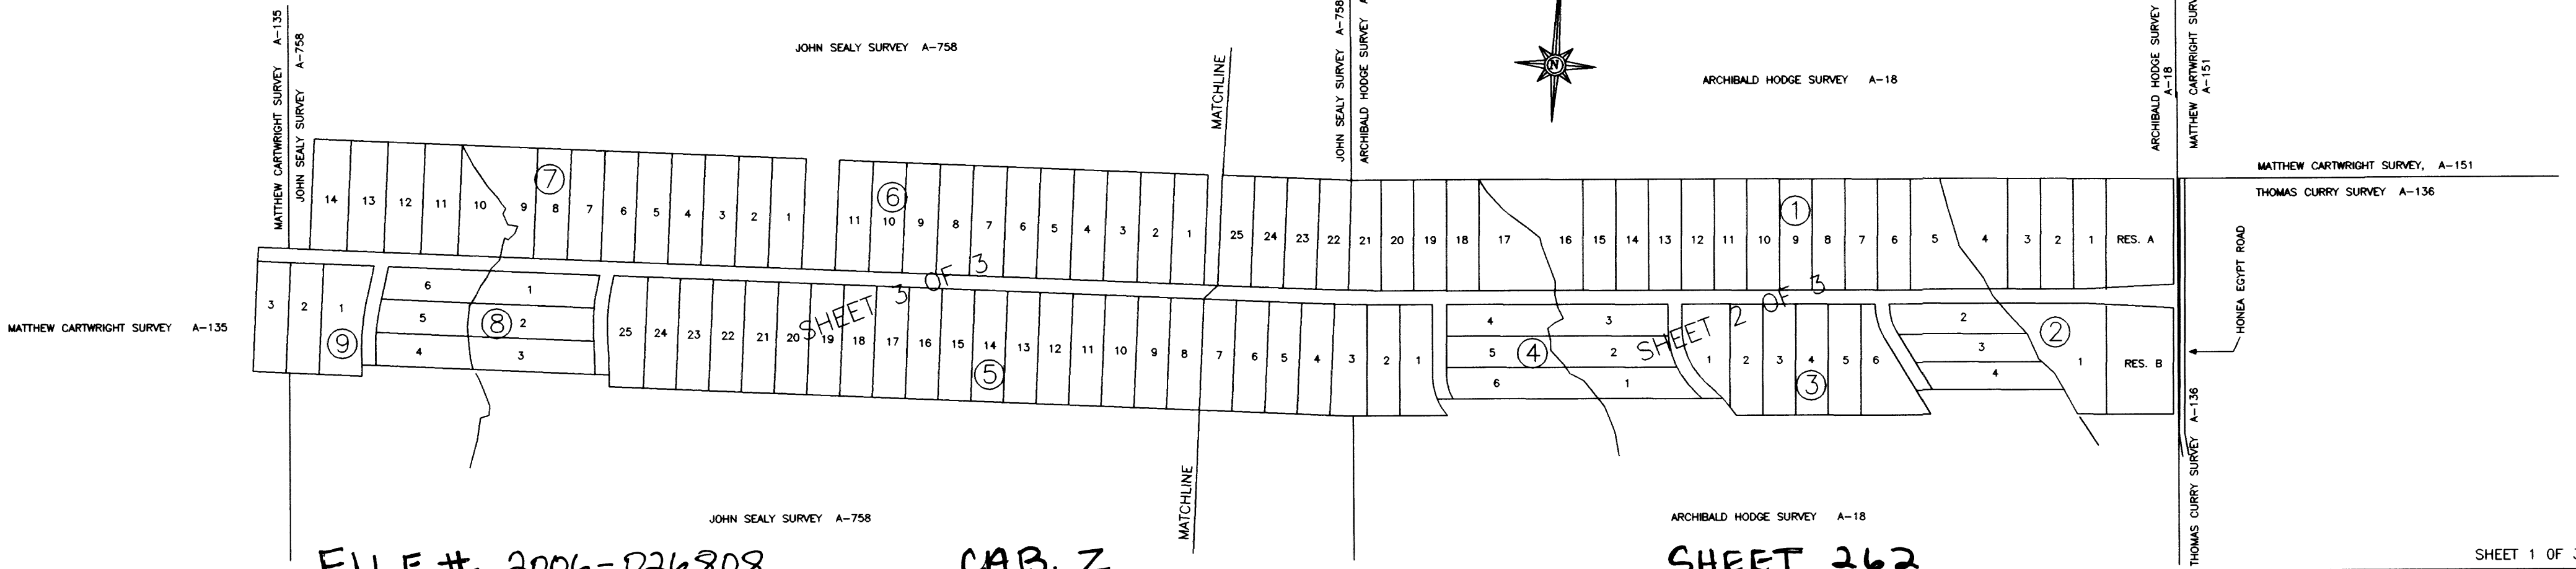 MATTHEW CARTWRIGHT SURVEY A-135
JOHN SEALY SURVEY A-758
JOHN SEALY SURVEY A-758
MATCHLINE
JOHN SEALY SURVEY A-758
ARCHIBALD HODGE SURVEY
N
ARCHIBALD HODGE SURVEY A-18
ARCHIBALD HODGE SURVEY
A-18
MATTHEW CARTWRIGHT
A-151
MATTHEW CARTWRIGHT SURVEY, A-151
THOMAS CURRY SURVEY A-136
HONEA EGYPT ROAD
14 13 12 11 10 9 8 7 6 5 4 3 2 1
7
11 10 9 8 7 6 5 4 3 2 1
6
25 24 23 22 21 20 19 18 17 16 15 14 13 12 11 10 9 8 7 6 5 4 3 2 1 RES. A
1
SHEET 3 OF 3
SHEET 2 OF 3
MATTHEW CARTWRIGHT SURVEY A-135
3 2 1
9
6 1
5 2
4 3
8
25 24 23 22 21 20 19 18 17 16 15 14 13 12 11 10 9 8 7 6 5 4 3 2 1
5
4 3
5 2
6 1
4
1 2 3 4 5 6
3
2
3
4
1
2
RES. B
THOMAS CURRY SURVEY A-136
MATCHLINE
JOHN SEALY SURVEY A-758
ARCHIBALD HODGE SURVEY A-18
FILE #. 2006-026808
CAB. Z
SHEET 262
SHEET 1 OF 3